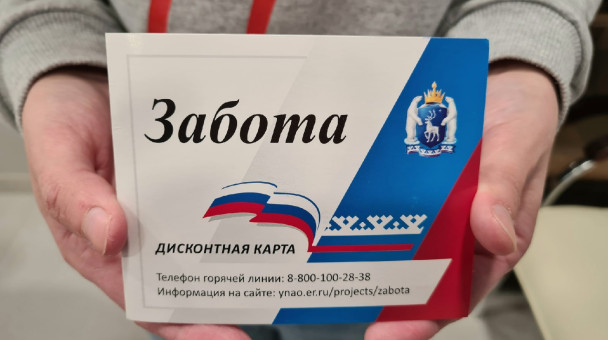 Забота
ДИСКОНТНАЯ КАРТА
Телефон горячей линии: 8-800-100-28-38
Информация на сайте: ynao.er.ru/projects/zabota